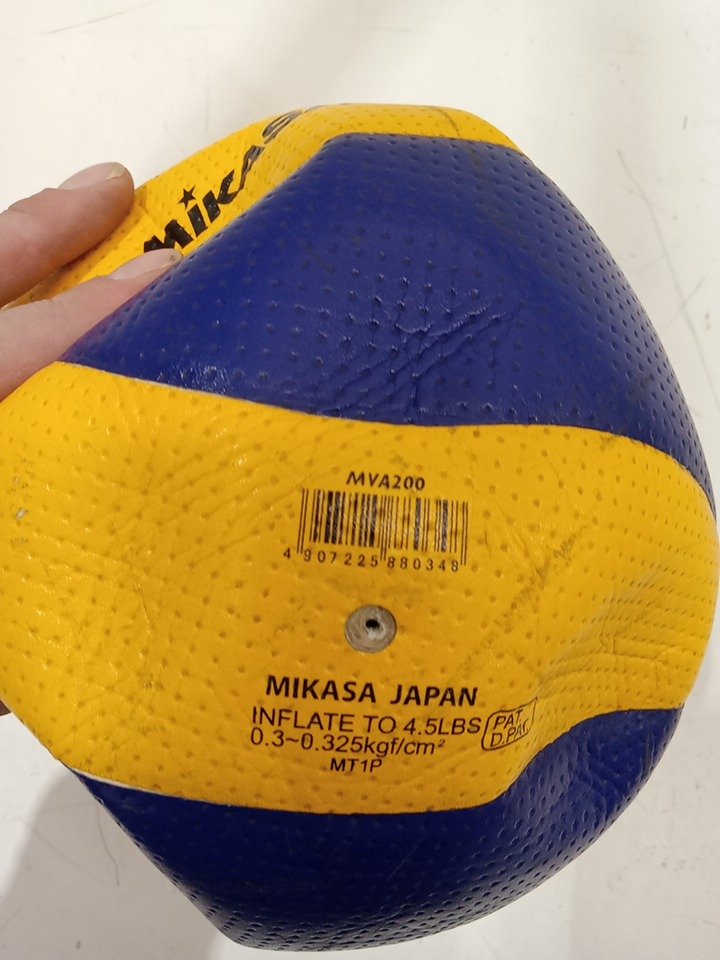 MiKASA
MVA200
4 907225 880348
MIKASA JAPAN
INFLATE TO 4.5LBS
0.3~0.325kgf/cm²
MT1P
PAT.
D.PAT.